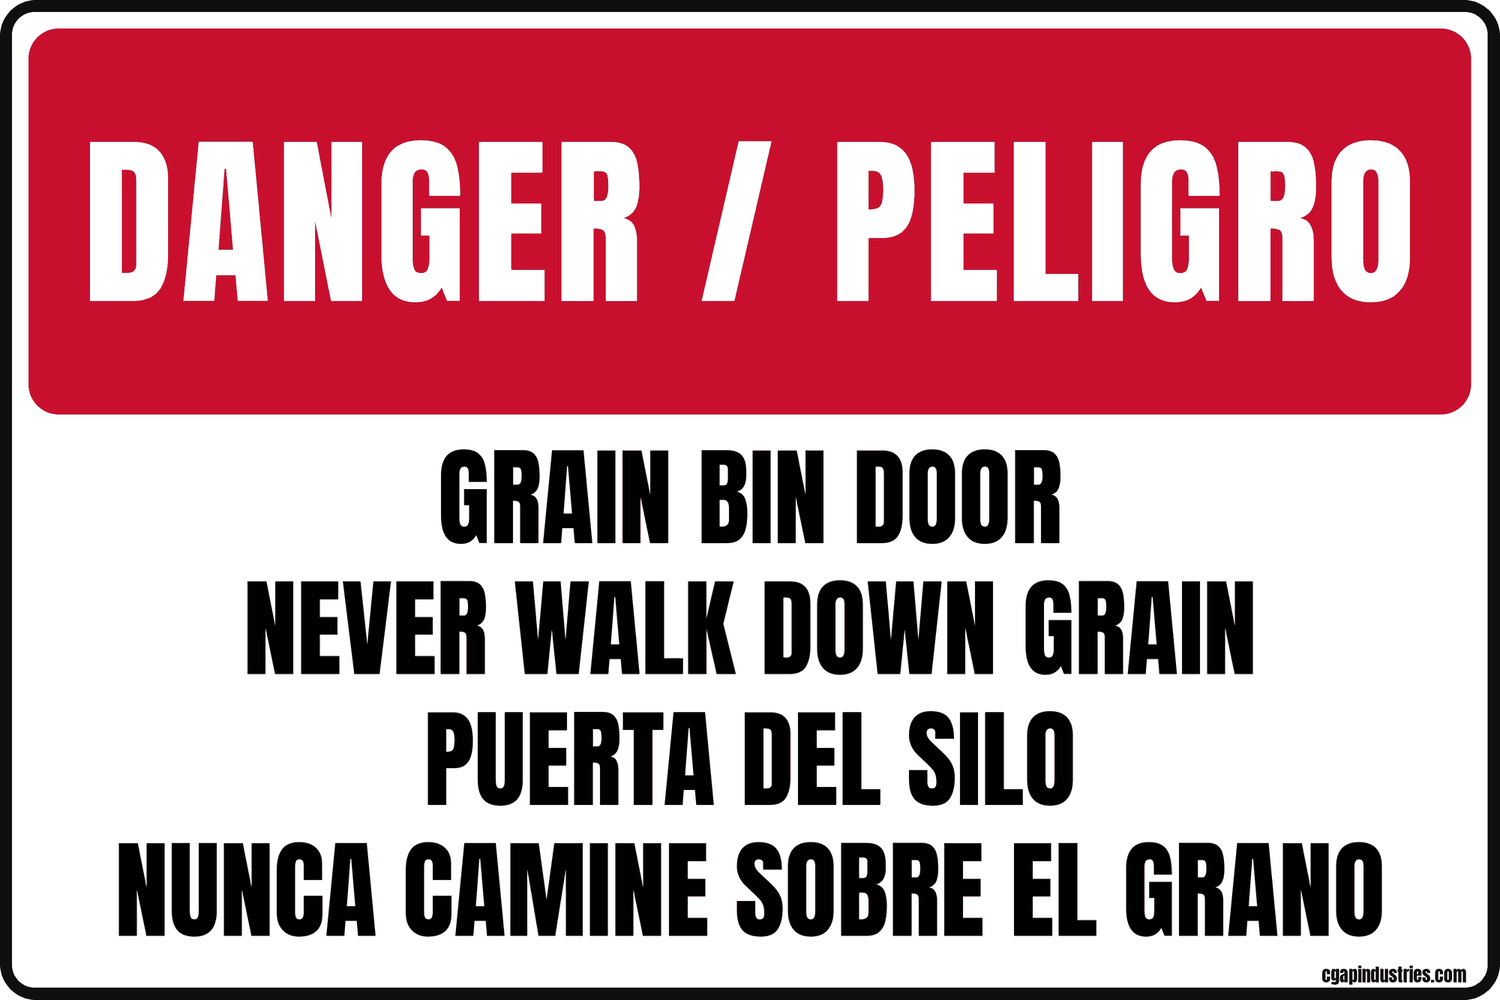 DANGER / PELIGRO
GRAIN BIN DOOR
NEVER WALK DOWN GRAIN
PUERTA DEL SILO
NUNCA CAMINE SOBRE EL GRANO
cgapindustries.com